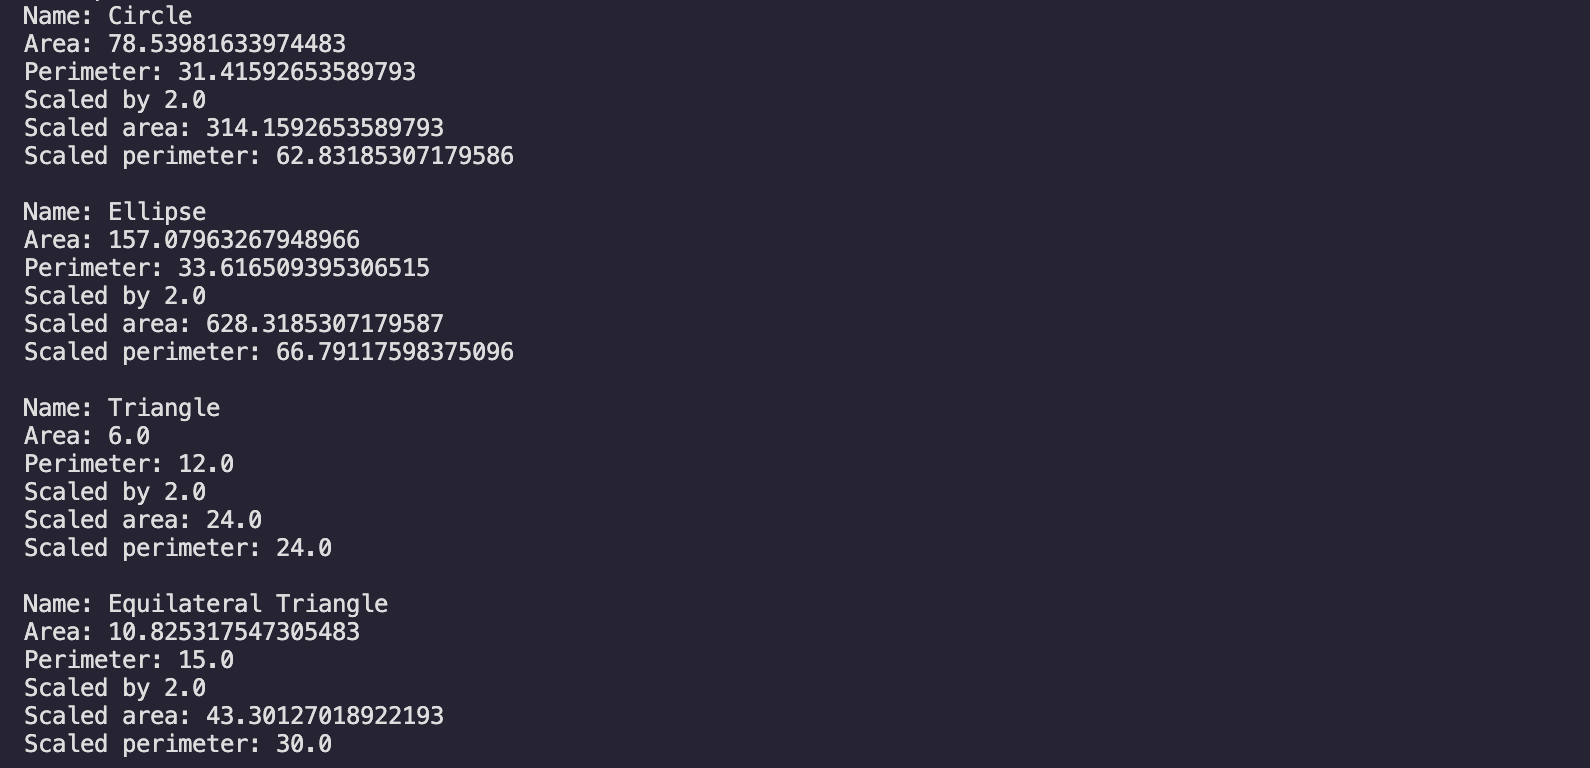 Name: Circle
Area: 78.53981633974483
Perimeter: 31.41592653589793
Scaled by 2.0
Scaled area: 314.1592653589793
Scaled perimeter: 62.83185307179586

Name: Ellipse
Area: 157.07963267948966
Perimeter: 33.616509395306515
Scaled by 2.0
Scaled area: 628.3185307179587
Scaled perimeter: 66.79117598375096

Name: Triangle
Area: 6.0
Perimeter: 12.0
Scaled by 2.0
Scaled area: 24.0
Scaled perimeter: 24.0

Name: Equilateral Triangle
Area: 10.825317547305483
Perimeter: 15.0
Scaled by 2.0
Scaled area: 43.30127018922193
Scaled perimeter: 30.0